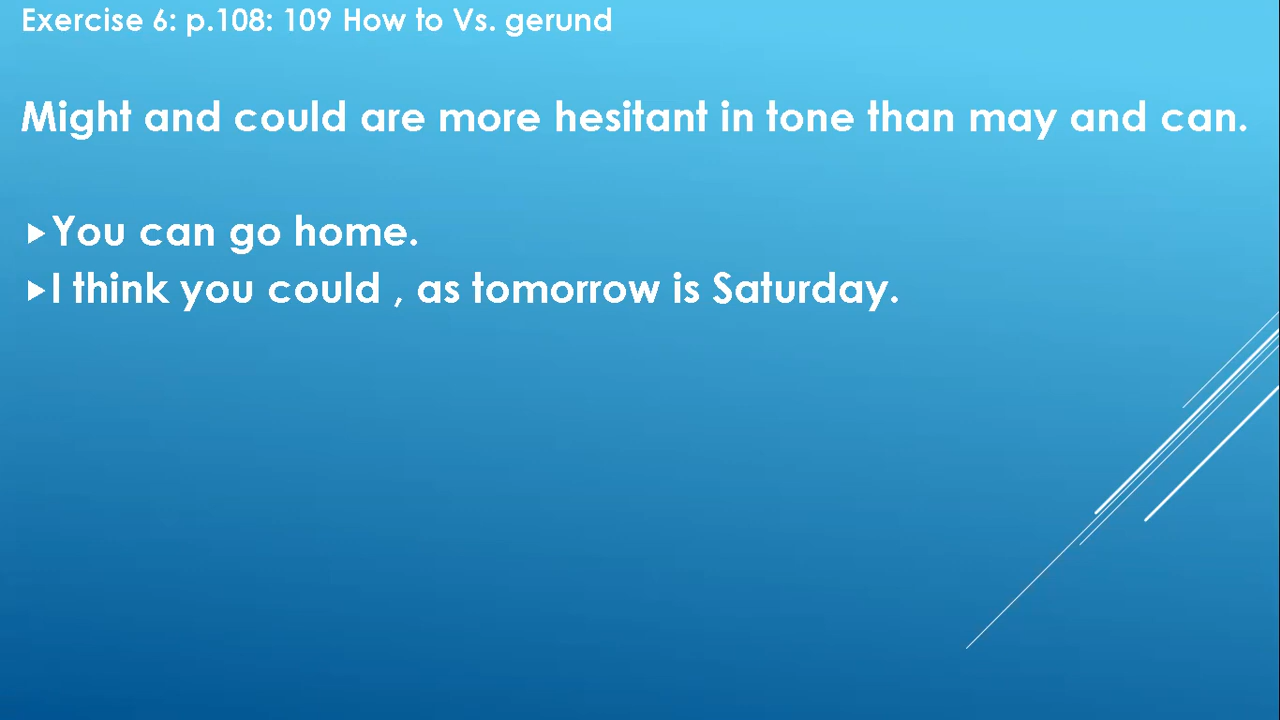 Exercise 6: p.108: 109 How to Vs. gerund
Might and could are more hesitant in tone than may and can.
You can go home.
I think you could , as tomorrow is Saturday.